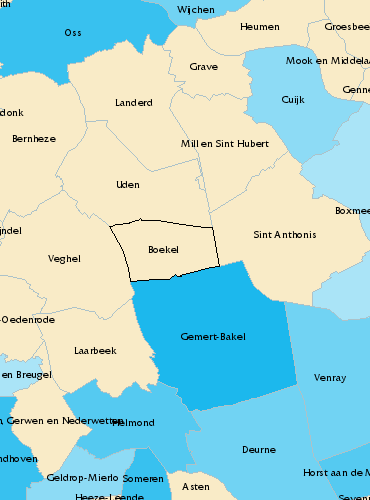 ith
Wijchen
Oss
Heumen
Groesbee
Grave
Mook en Middela
Genne
Landerd
Cuijk
donk
Bernheze
Mill en Sint Hubert
Uden
Boxmee
jndel
Sint Anthonis
Boekel
Veghel
-Oedenrode
Gemert-Bakel
Laarbeek
en Breugel
Venray
, Gerwen en Nederwetten
Helmond
Deurne
ndhoven
Geldrop-Mierlo
Someren
Horst aan de M
Asten
Heeze-Leende
Seven